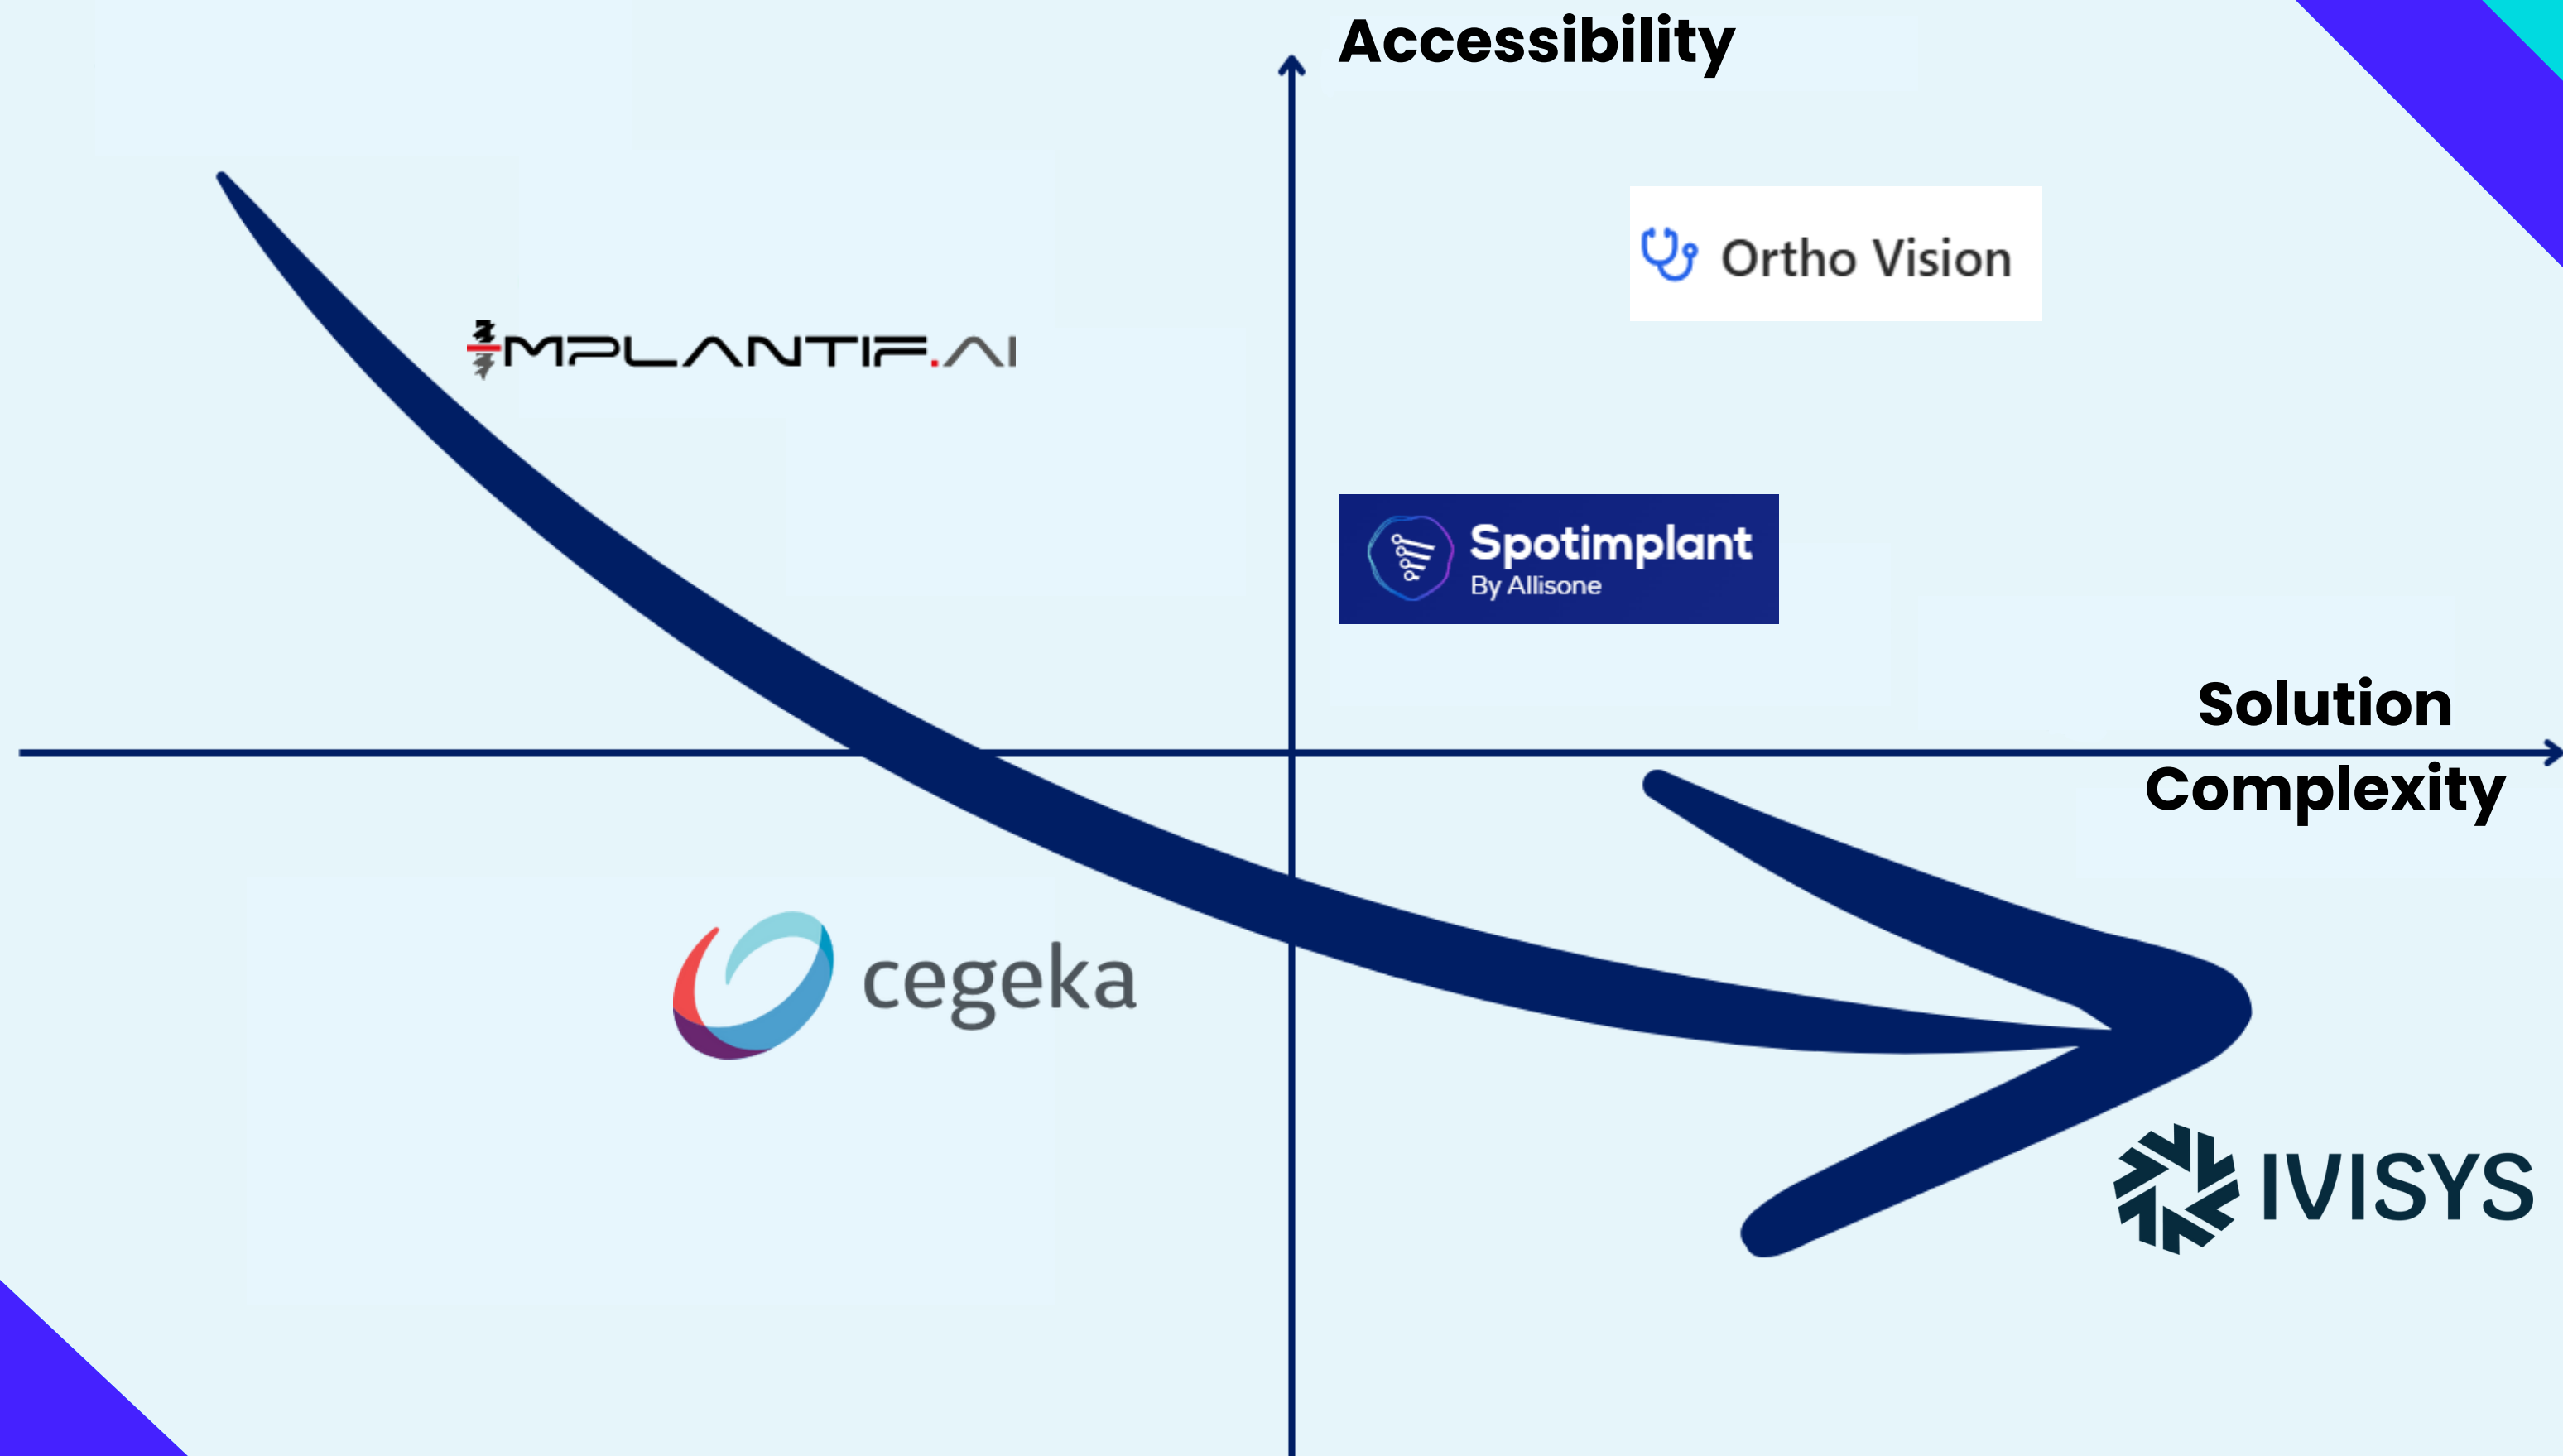 Accessibility
Ortho Vision
IMPLANTIF.AI
Spotimplant
By Allisone
Solution
Complexity
cegeka
IVISYS